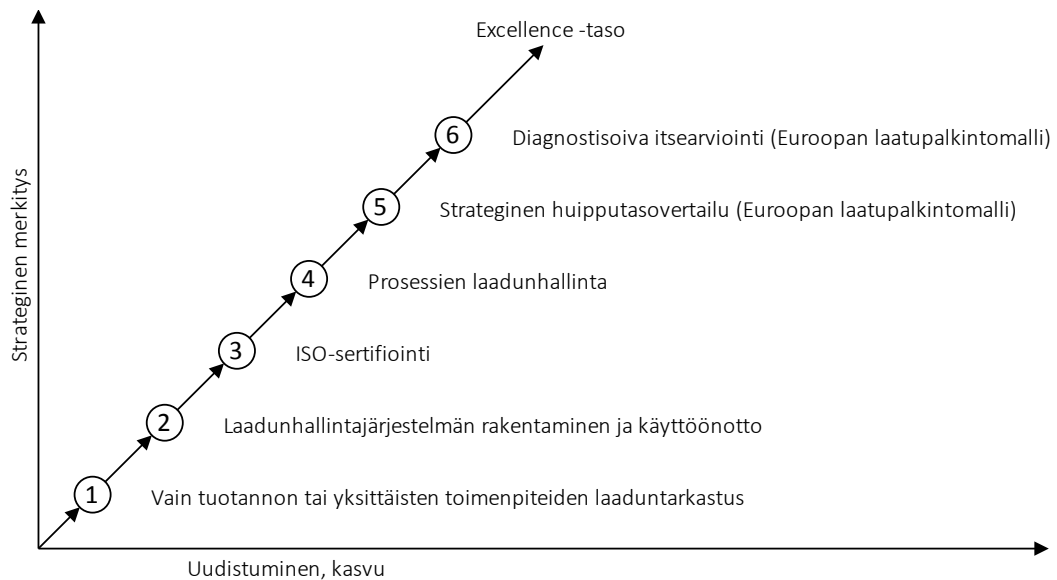 Excellence -taso
6 Diagnostisoiva itsearviointi (Euroopan laatupalkintomalli)
5 Strateginen huipputasovertailu (Euroopan laatupalkintomalli)
4 Prosessien laadunhallinta
3 ISO-sertifiointi
2 Laadunhallintajärjestelmän rakentaminen ja käyttöönotto
1 Vain tuotannon tai yksittäisten toimenpiteiden laaduntarkastus
Strateginen merkitys
Uudistuminen, kasvu